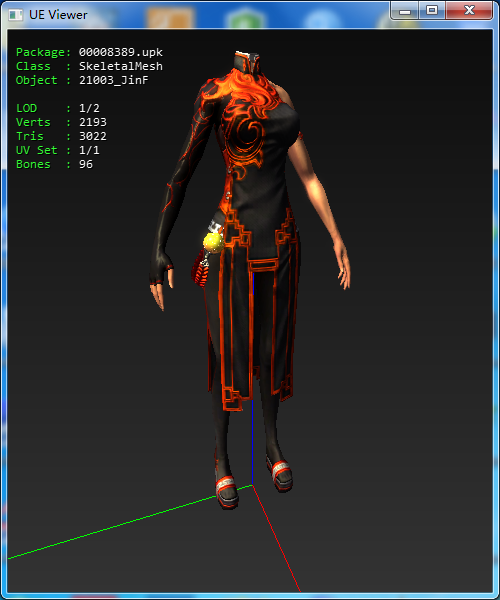 UE Viewer
Package: 00008389.upk
Class : SkeletalMesh
Object : 21003_JinF
LOD : 1/2
Verts : 2193
Tris : 3022
UV Set : 1/1
Bones : 96